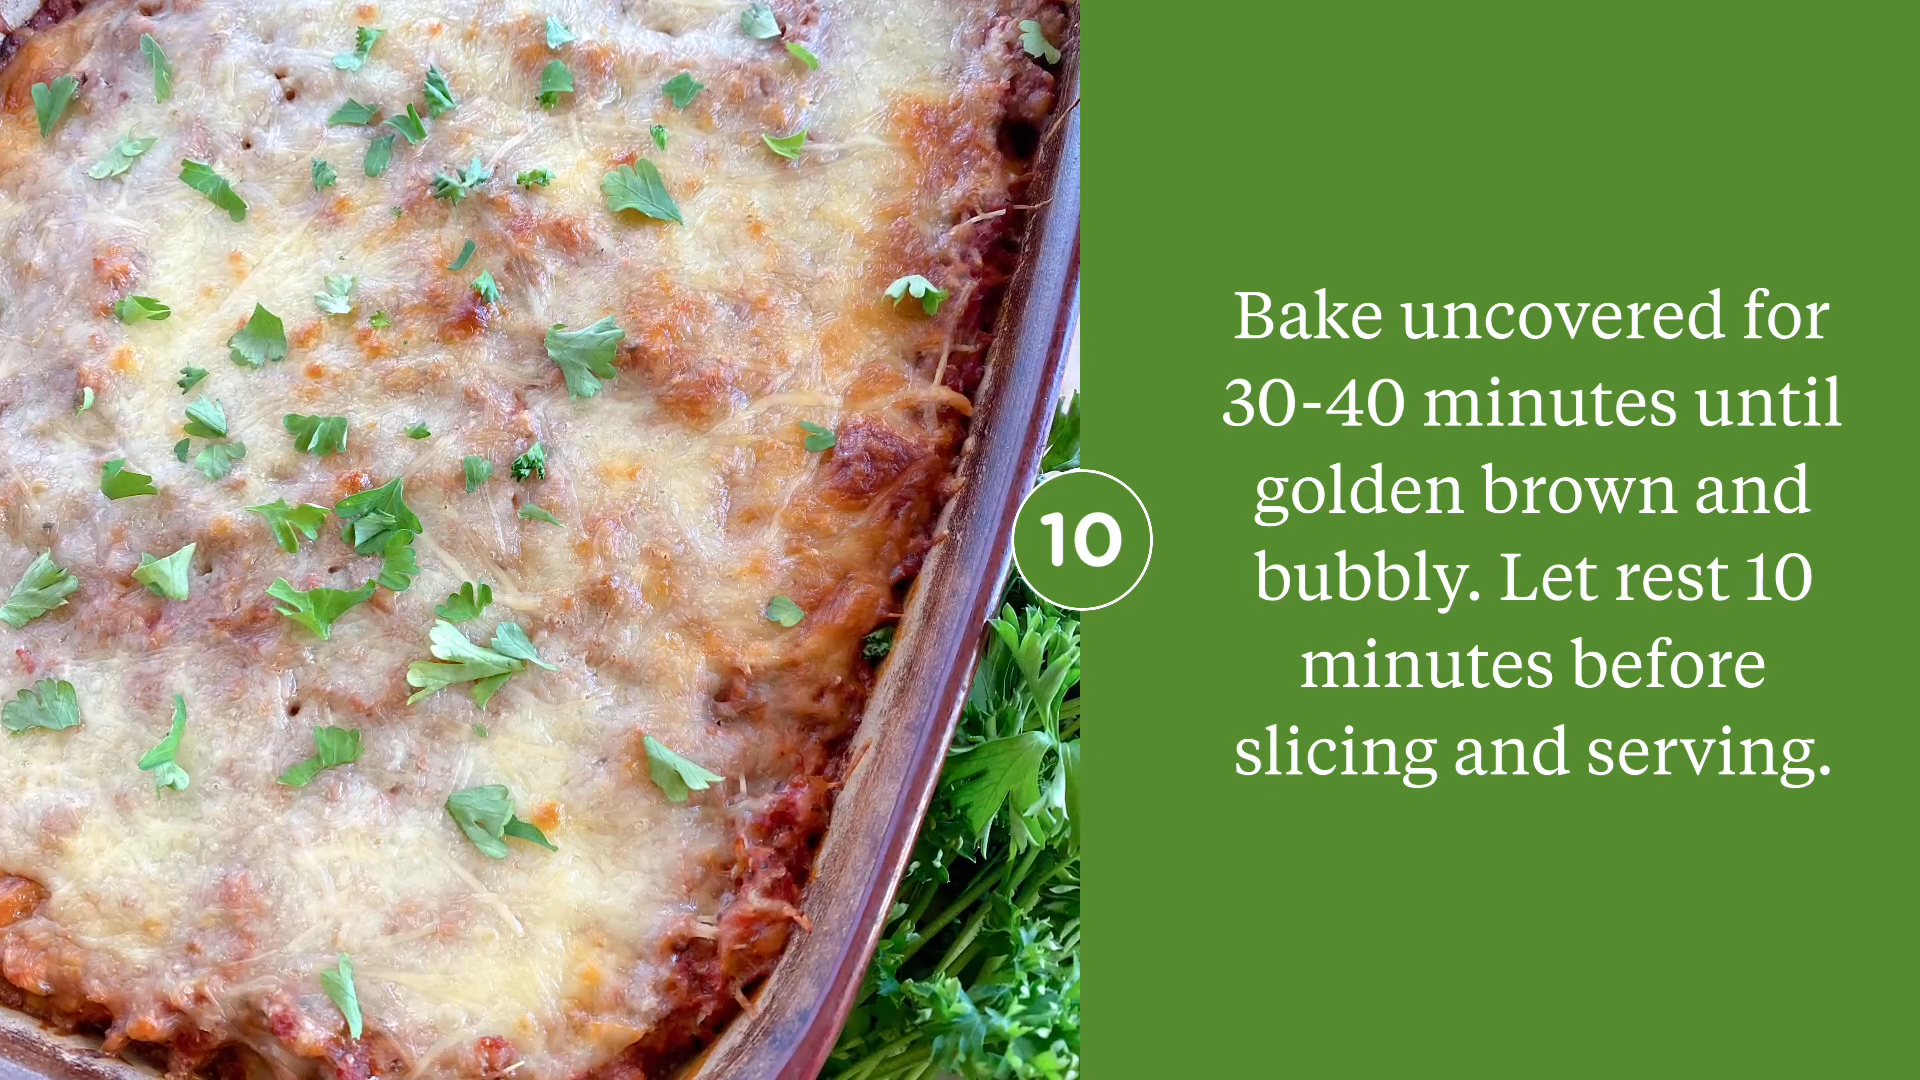 10
Bake uncovered for
30-40 minutes until
golden brown and
bubbly. Let rest 10
minutes before
slicing and serving.